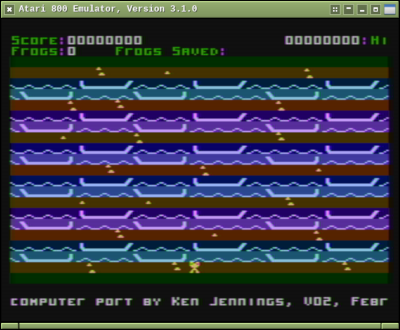 Atari 800 Emulator, Version 3.1.0
Score:00000000 00000000:Hi
Frogs:0 Frogs Saved:
computer port by Ken Jennings, V02, Febr